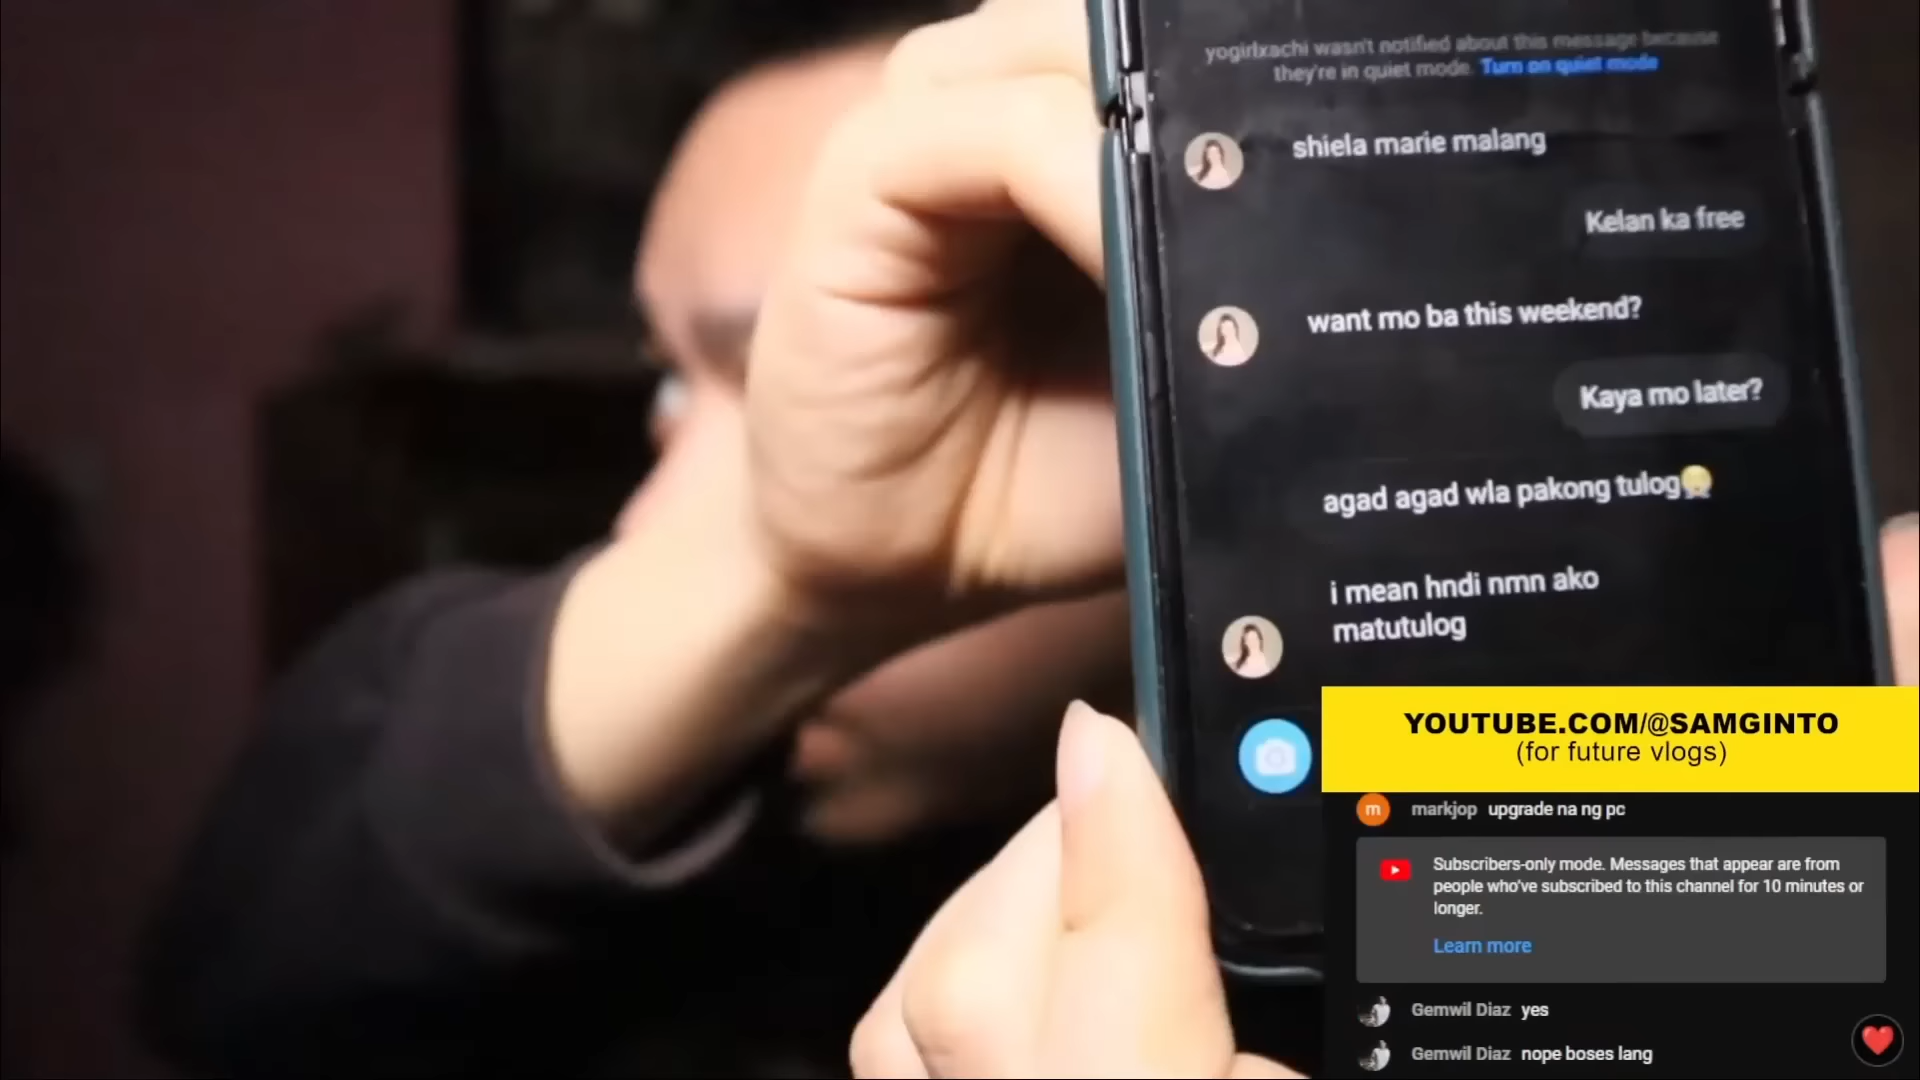 yogirlxachi wasn't notified about this message because
they're in quiet mode. Turn on quiet mode
shiela marie malang
Kelan ka free
want mo ba this weekend?
Kaya mo later?
agad agad wla pakong tulog😭
i mean hndi nmn ako
matutulog
YOUTUBE.COM/@SAMGINTO
(for future vlogs)
m markjop upgrade na ng pc
Subscribers-only mode. Messages that appear are from
people who've subscribed to this channel for 10 minutes or
longer.
Learn more
Gemwil Diaz yes
Gemwil Diaz nope boses lang